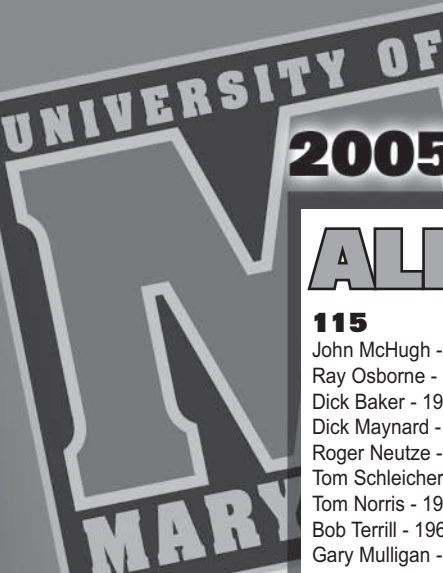 UNIVERSITY OF
MARY
2005
115
John McHugh -
Ray Osborne -
Dick Baker - 19
Dick Maynard -
Roger Neutze -
Tom Schleicher
Tom Norris - 19
Bob Terrill - 196
Gary Mulligan -